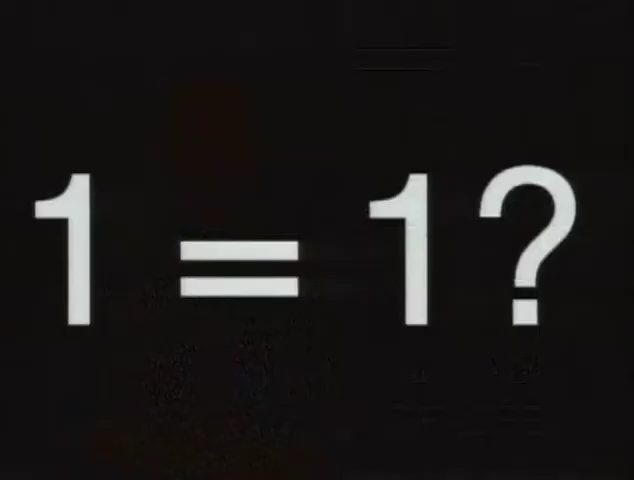 1 = 1?